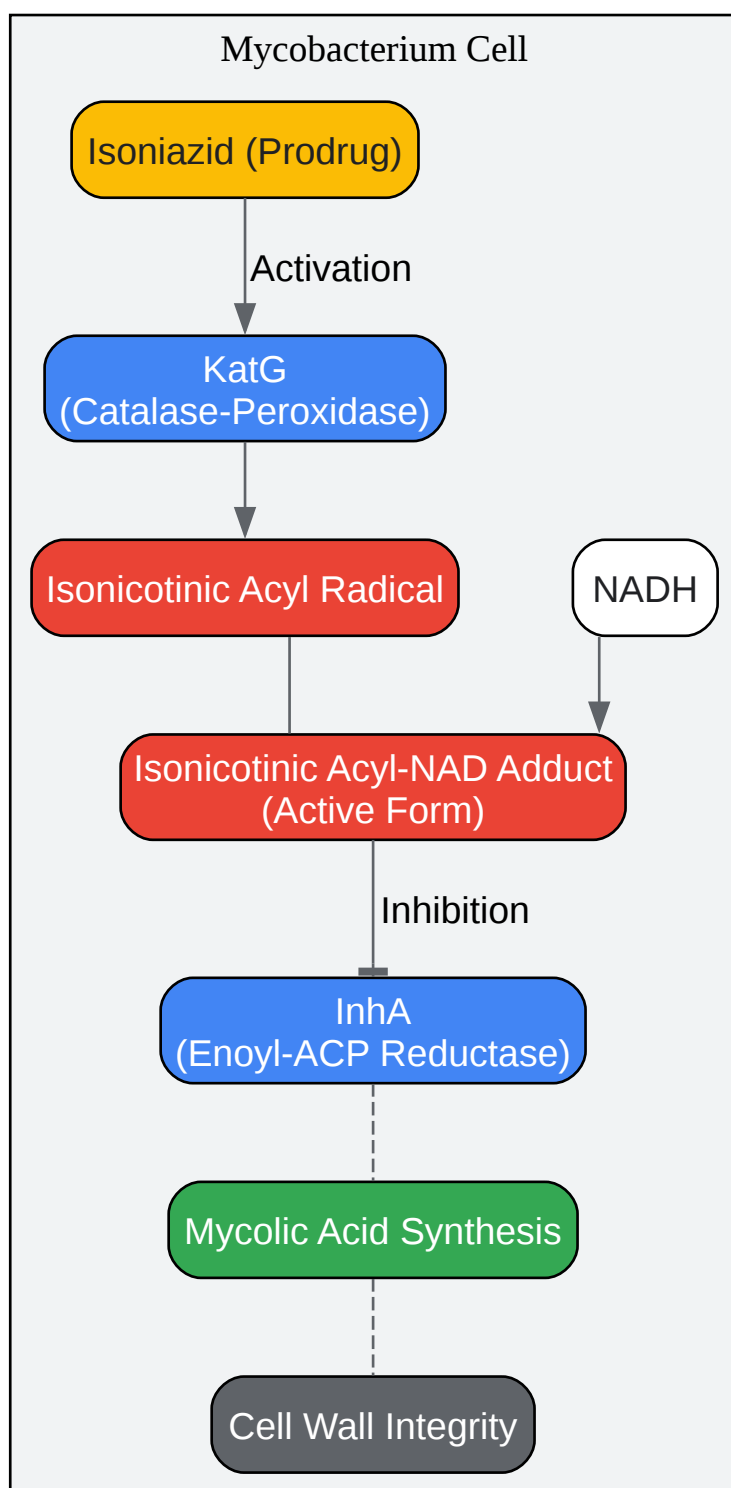 Mycobacterium Cell
Isoniazid (Prodrug)
Activation
KatG
(Catalase-Peroxidase)
Isonicotinic Acyl Radical
NADH
Isonicotinic Acyl-NAD Adduct
(Active Form)
Inhibition
InhA
(Enoyl-ACP Reductase)
Mycolic Acid Synthesis
Cell Wall Integrity